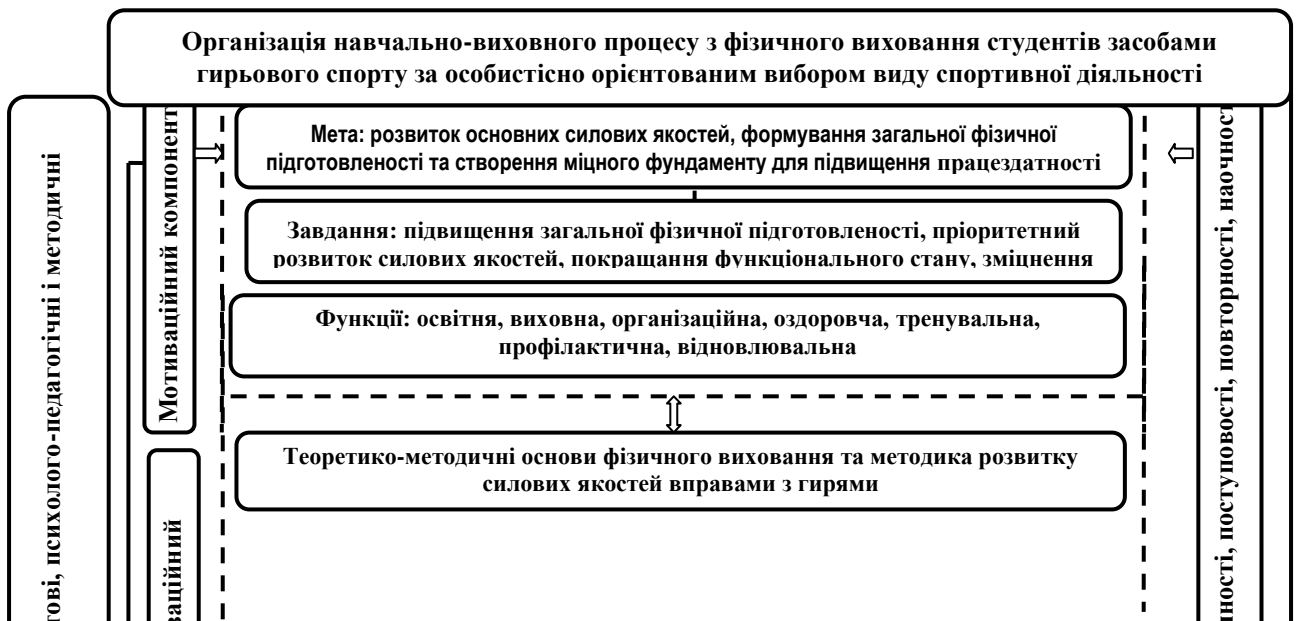 Організація навчально-виховного процесу з фізичного виховання студентів засобами
гирьового спорту за особистісно орієнтованим вибором виду спортивної діяльності
Мета: розвиток основних силових якостей, формування загальної фізичної
підготовленості та створення міцного фундаменту для підвищення працездатності
Завдання: підвищення загальної фізичної підготовленості, пріоритетний
розвиток силових якостей, покращання функціонального стану, зміцнення
Функції: освітня, виховна, організаційна, оздоровча, тренувальна,
профілактична, відновлювальна
Теоретико-методичні основи фізичного виховання та методика розвитку
силових якостей вправами з гирями
психолого-педагогічні і методичні
Мотиваційний компонент
поступовості, повторності,